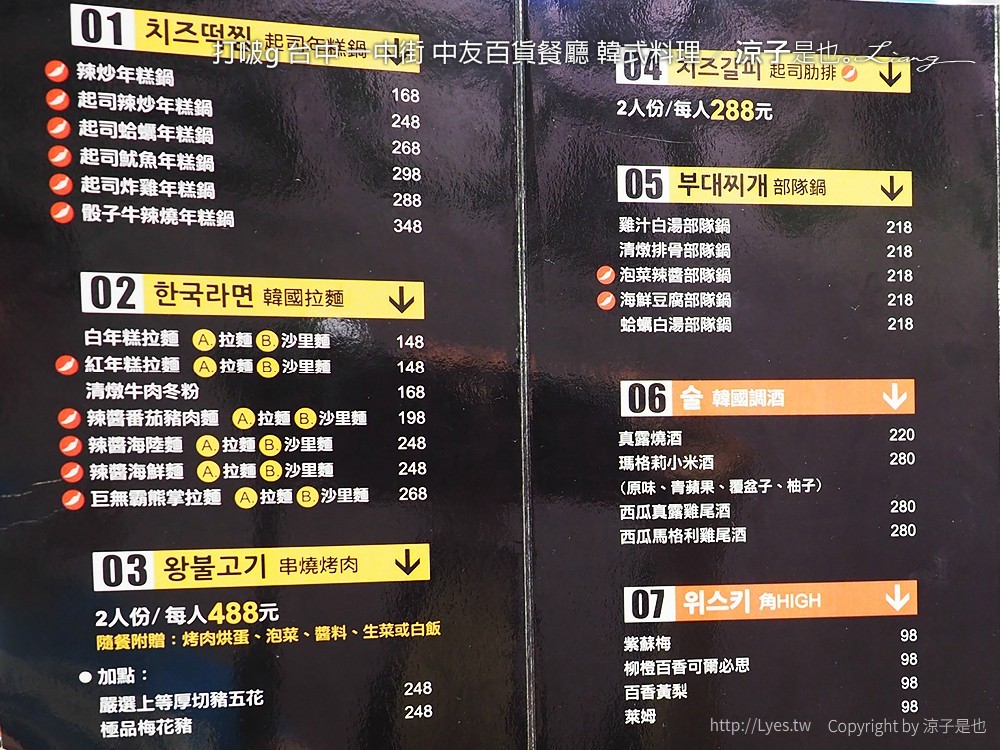 打啵g 台中一中街 中友百貨餐廳 韓式料理 涼子是也。Liang
01 치즈떡찌 起司年糕鍋
辣炒年糕鍋 168
起司辣炒年糕鍋 248
起司蛤蠣年糕鍋 268
起司魷魚年糕鍋 298
起司炸雞年糕鍋 288
骰子牛辣燒年糕鍋 348
02 한국라면 韓國拉麵
白年糕拉麵 A.拉麵 B.沙里麵 148
紅年糕拉麵 A.拉麵 B.沙里麵 148
清燉牛肉冬粉 168
辣醬番茄豬肉麵 A.拉麵 B.沙里麵 198
辣醬海陸麵 A.拉麵 B.沙里麵 248
辣醬海鮮麵 A.拉麵 B.沙里麵 248
巨無霸熊掌拉麵 A.拉麵 B.沙里麵 268
03 왕불고기 串燒烤肉
2人份/每人488元
隨餐附贈：烤肉烘蛋、泡菜、醬料、生菜或白飯
●加點：
嚴選上等厚切豬五花 248
極品梅花豬 248
04 치즈갈비 起司肋排
2人份/每人288元
05 부대찌개 部隊鍋
雞汁白湯部隊鍋 218
清燉排骨部隊鍋 218
泡菜辣醬部隊鍋 218
海鮮豆腐部隊鍋 218
蛤蠣白湯部隊鍋 218
06 술 韓國調酒
真露燒酒 220
瑪格莉小米酒 280
（原味、青蘋果、覆盆子、柚子）
西瓜真露雞尾酒 280
西瓜馬格利雞尾酒 280
07 위스키 角HIGH
紫蘇梅 98
柳橙百香可爾必思 98
百香黃梨 98
萊姆 98
http://Lyes.tw Copyright by 涼子是也